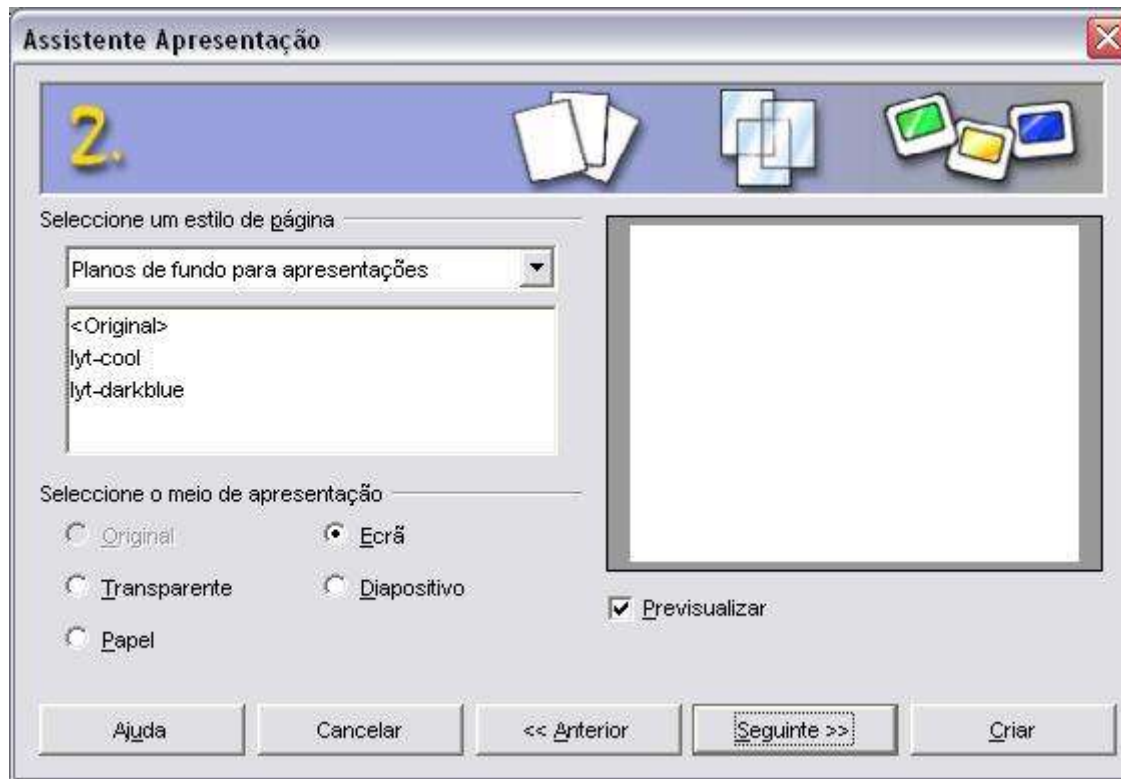 Assistente Apresentação
2.
Seleccione um estilo de página
Planos de fundo para apresentações
<Original>
lyt-cool
lyt-darkblue
Seleccione o meio de apresentação
Original
Ecrã
Transparente
Diapositivo
Papel
Previsualizar
Ajuda
Cancelar
<< Anterior
Seguinte >>
Criar